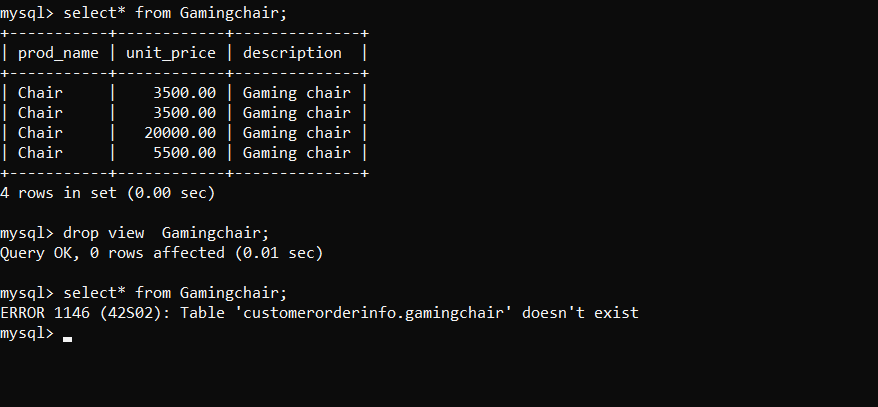 mysql> select* from Gamingchair;
+-----------+------------+--------------+
| prod_name | unit_price | description  |
+-----------+------------+--------------+
| Chair     |    3500.00 | Gaming chair |
| Chair     |    3500.00 | Gaming chair |
| Chair     |   20000.00 | Gaming chair |
| Chair     |    5500.00 | Gaming chair |
+-----------+------------+--------------+
4 rows in set (0.00 sec)
mysql> drop view  Gamingchair;
Query OK, 0 rows affected (0.01 sec)
mysql> select* from Gamingchair;
ERROR 1146 (42S02): Table 'customerorderinfo.gamingchair' doesn't exist
mysql>